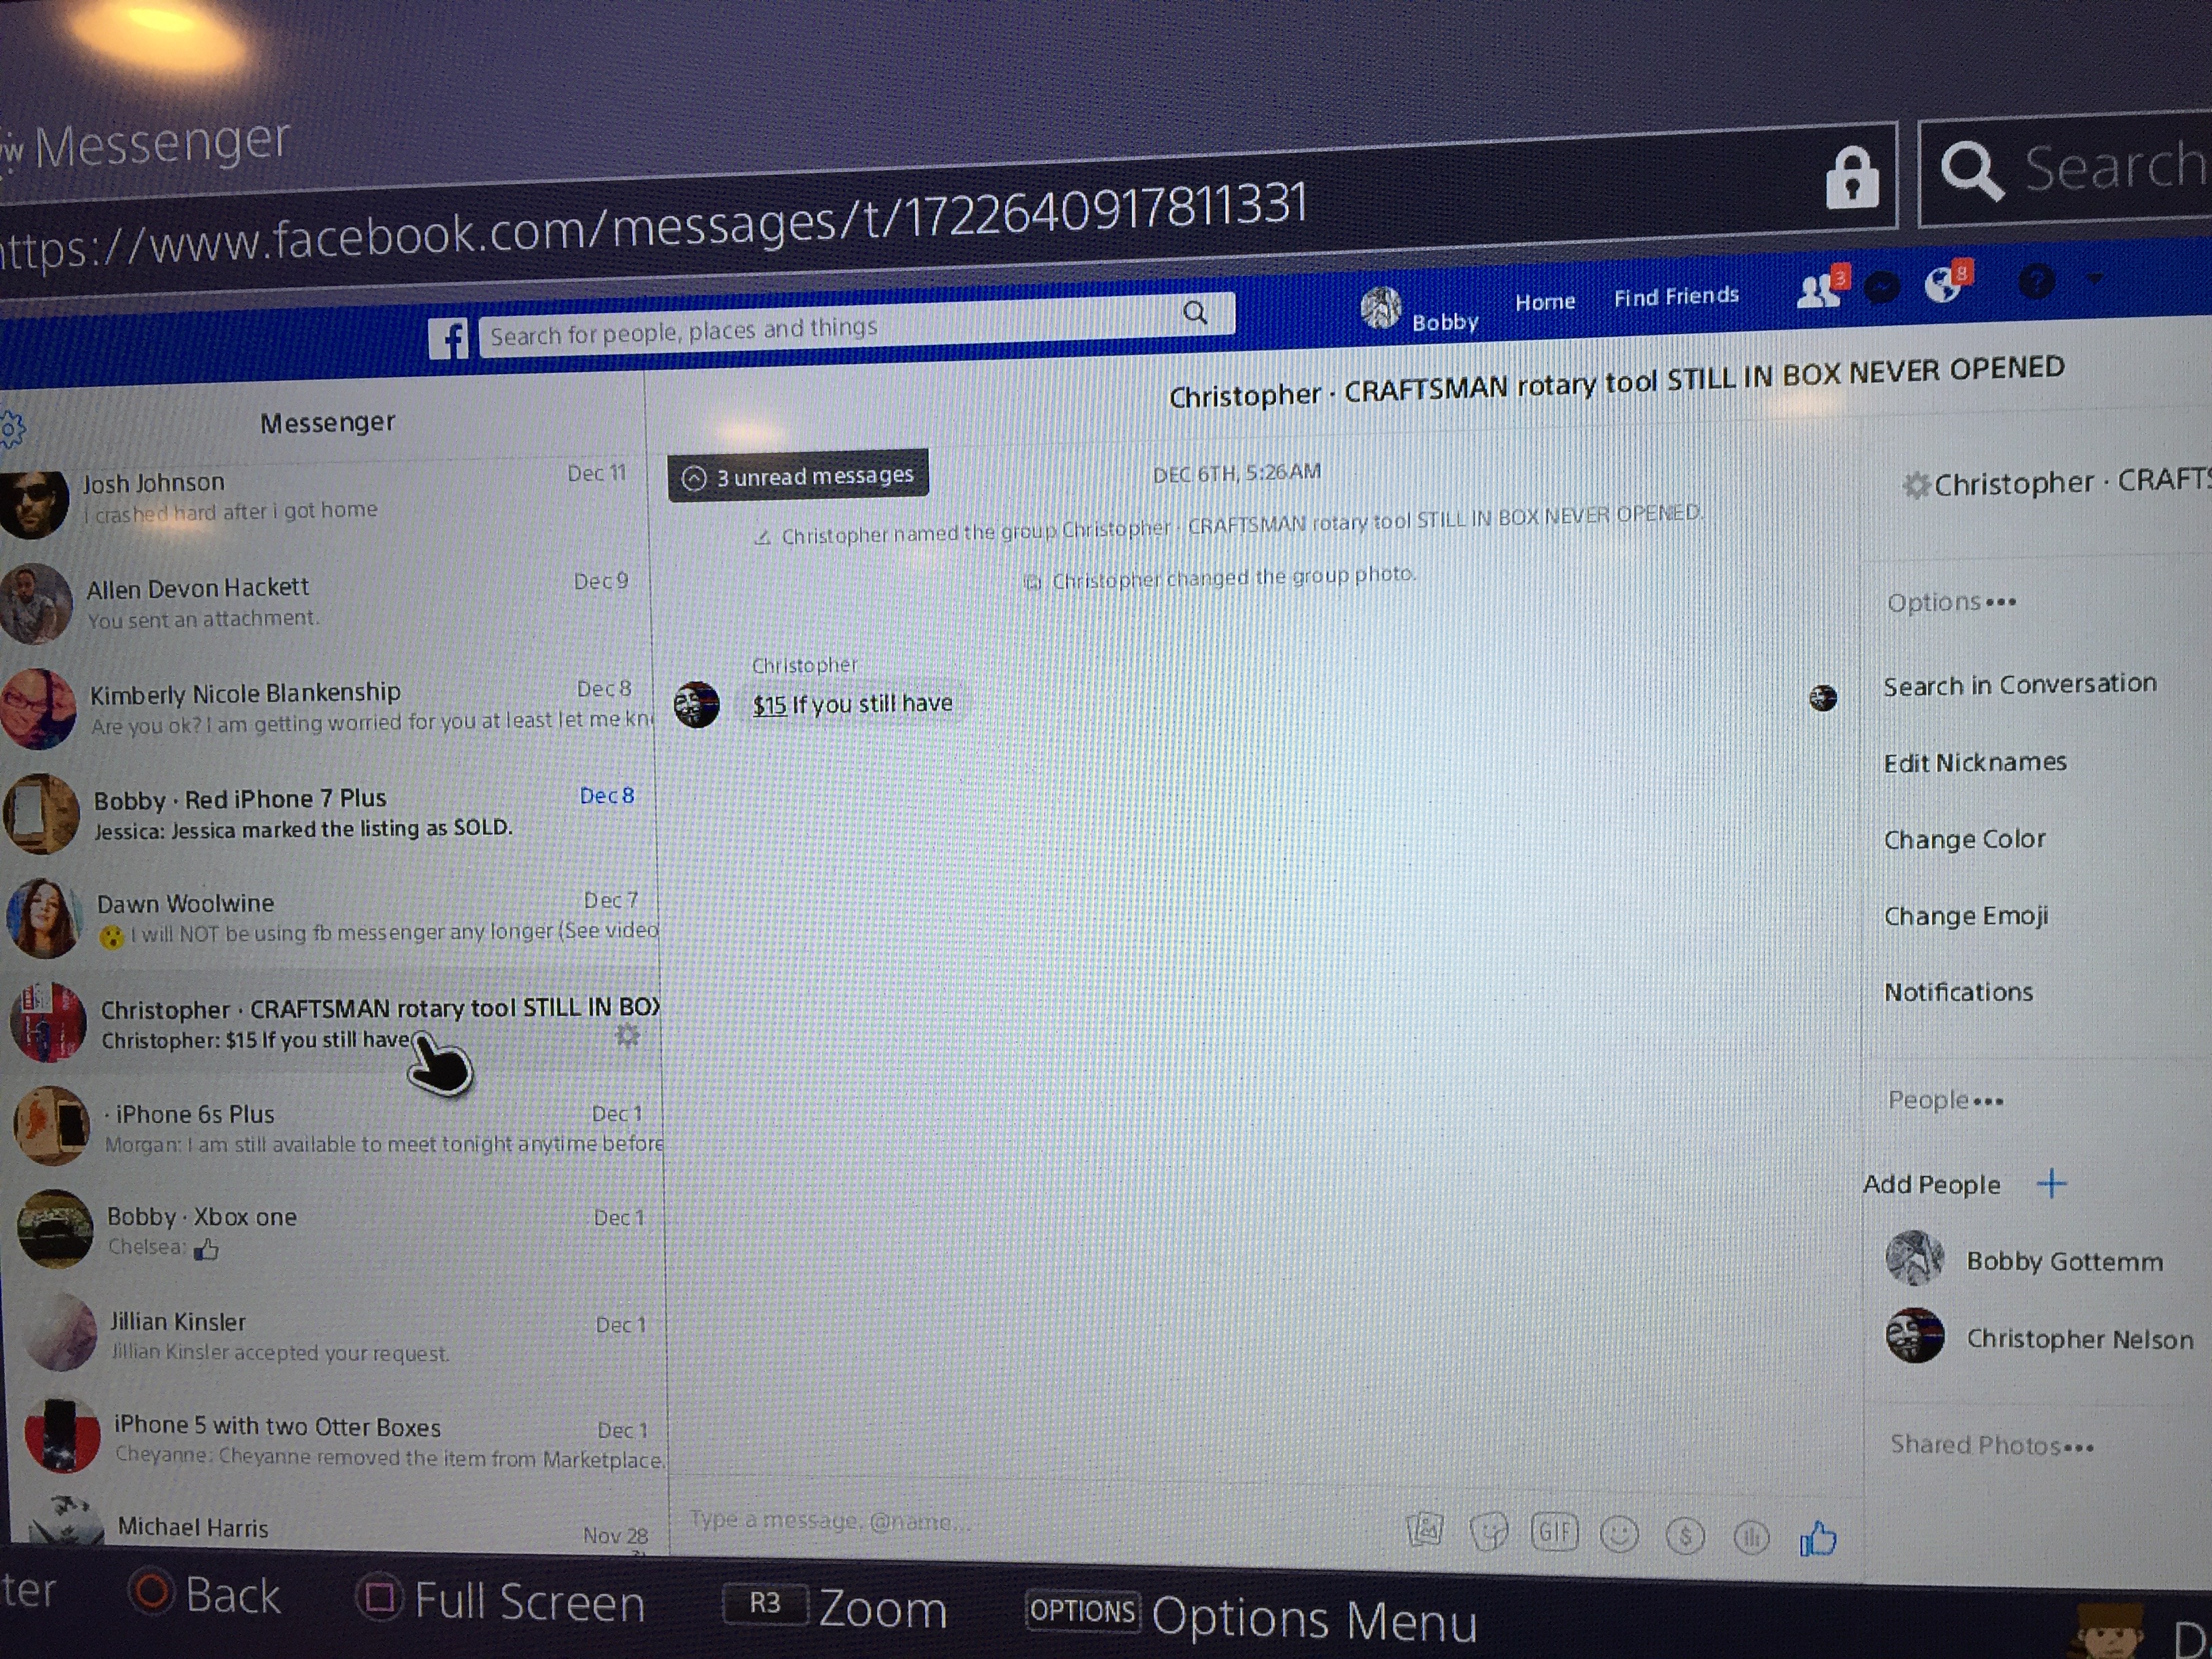 Messenger
ttps://www.facebook.com/messages/t/1722640917811331
Search
f
Search for people, places and things
Bobby
Home
Find Friends
3
8
?
Messenger
Christopher · CRAFTSMAN rotary tool STILL IN BOX NEVER OPENED
Josh Johnson
Dec 11
I crashed hard after i got home
Allen Devon Hackett
Dec 9
You sent an attachment.
Kimberly Nicole Blankenship
Dec 8
Are you ok? I am getting worried for you at least let me kn
Bobby · Red iPhone 7 Plus
Dec 8
Jessica: Jessica marked the listing as SOLD.
Dawn Woolwine
Dec 7
😮 I will NOT be using fb messenger any longer (See video
Christopher · CRAFTSMAN rotary tool STILL IN BOX
Christopher: $15 If you still have
· iPhone 6s Plus
Dec 1
Morgan: I am still available to meet tonight anytime before
Bobby · Xbox one
Dec 1
Chelsea:
Jillian Kinsler
Dec 1
Jillian Kinsler accepted your request.
iPhone 5 with two Otter Boxes
Dec 1
Cheyanne: Cheyanne removed the item from Marketplace.
Michael Harris
Nov 28
3 unread messages
DEC 6TH, 5:26AM
Christopher named the group Christopher · CRAFTSMAN rotary tool STILL IN BOX NEVER OPENED.
Christopher changed the group photo.
Christopher
$15 If you still have
Type a message, @name...
GIF
$
Christopher · CRAFTS
Options•••
Search in Conversation
Edit Nicknames
Change Color
Change Emoji
Notifications
People•••
Add People +
Bobby Gottemm
Christopher Nelson
Shared Photos•••
ter
Back
Full Screen
R3 Zoom
OPTIONS Options Menu